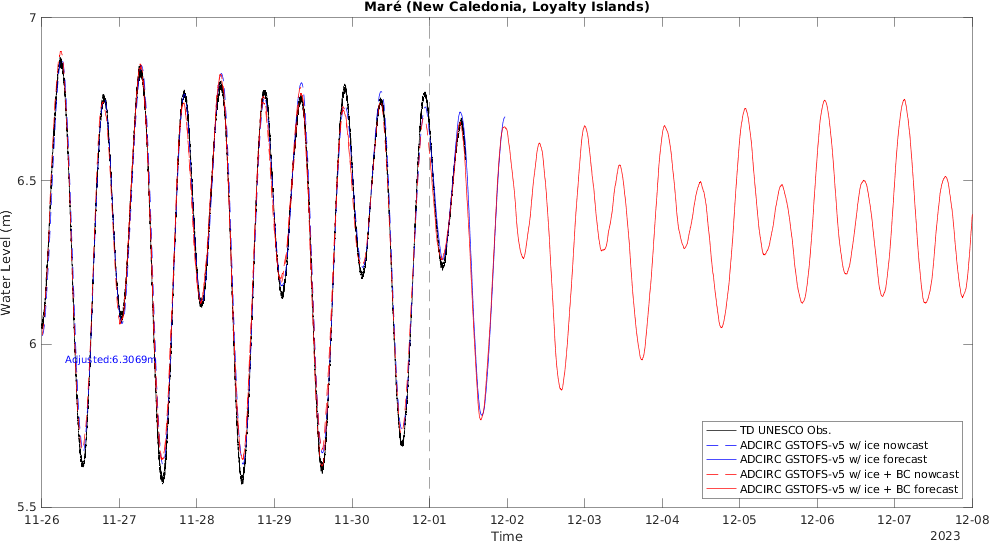 Maré (New Caledonia, Loyalty Islands)
7
6.5
6
5.5
Water Level (m)
Adjusted:6.3069m
TD UNESCO Obs.
ADCIRC GSTOFS-v5 w/ ice nowcast
ADCIRC GSTOFS-v5 w/ ice forecast
ADCIRC GSTOFS-v5 w/ ice + BC nowcast
ADCIRC GSTOFS-v5 w/ ice + BC forecast
11-26 11-27 11-28 11-29 11-30 12-01 12-02 12-03 12-04 12-05 12-06 12-07 12-08
Time
2023